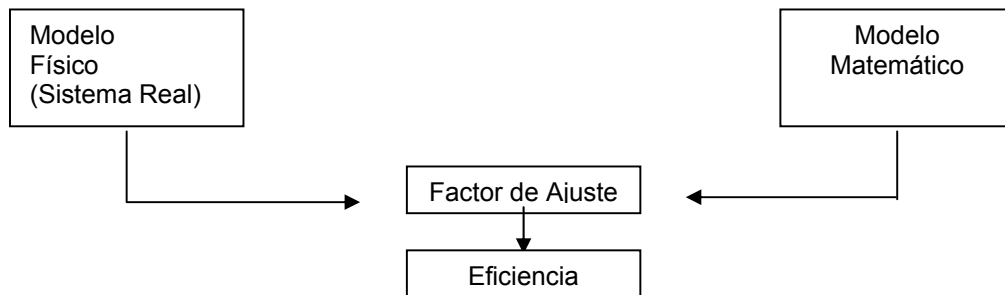 Modelo
Físico
(Sistema Real)
Modelo
Matemático
Factor de Ajuste
Eficiencia